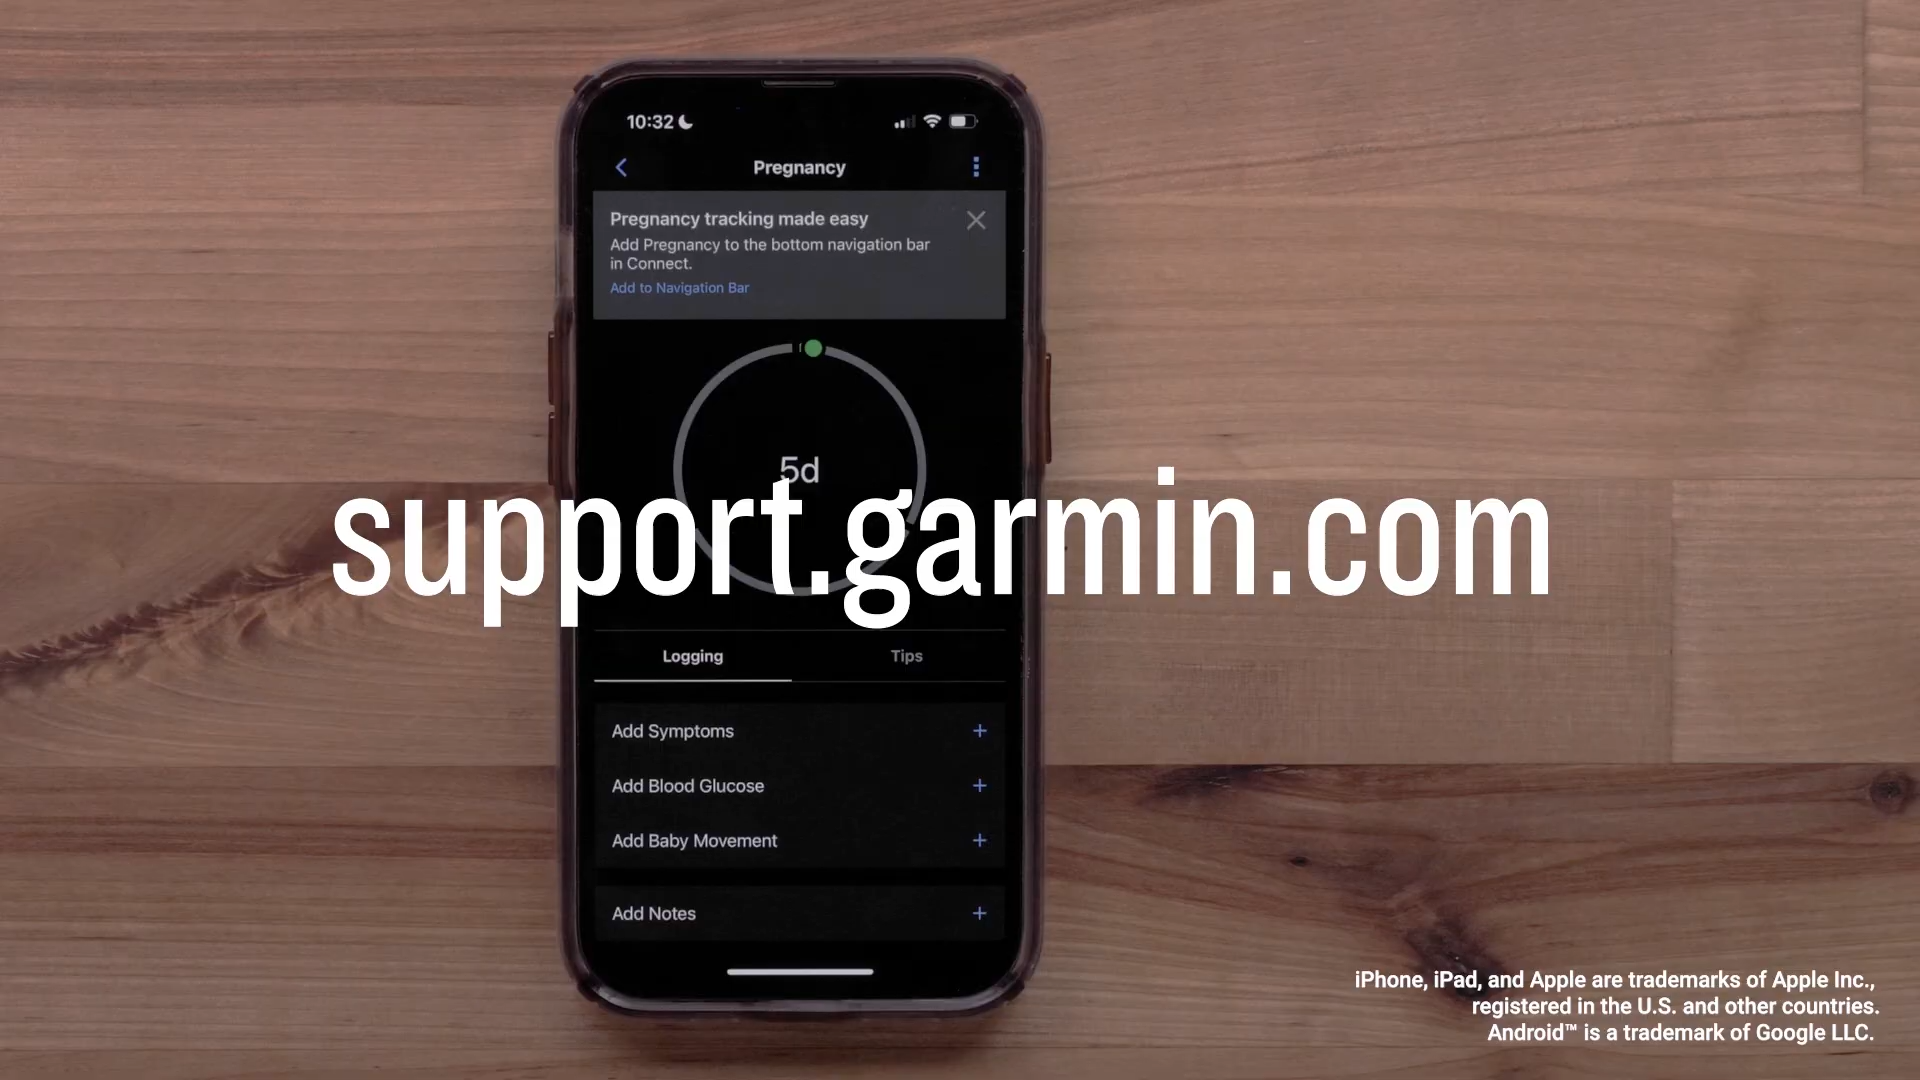 10:32
Pregnancy
Pregnancy tracking made easy
Add Pregnancy to the bottom navigation bar
in Connect.
Add to Navigation Bar
5d
support.garmin.com
Logging
Tips
Add Symptoms
Add Blood Glucose
Add Baby Movement
Add Notes
iPhone, iPad, and Apple are trademarks of Apple Inc.,
registered in the U.S. and other countries.
Android™ is a trademark of Google LLC.